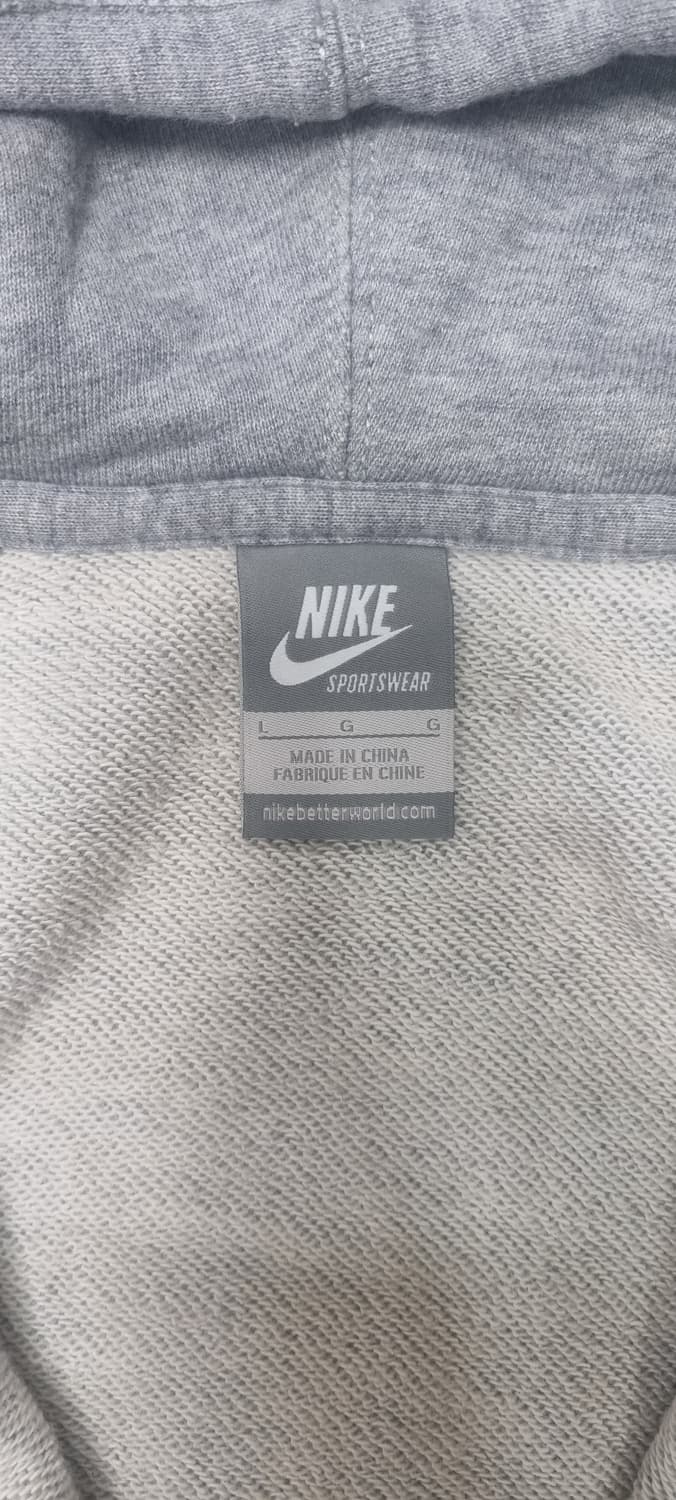 NIKE
SPORTSWEAR
L G G
MADE IN CHINA
FABRIQUE EN CHINE
nikebetterworld.com